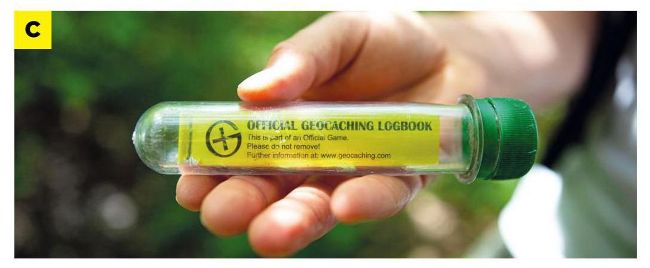 C
OFFICIAL GEOCACHING LOGBOOK
This is part of an Official Game.
Please do not remove!
Further information at: www.geocaching.com